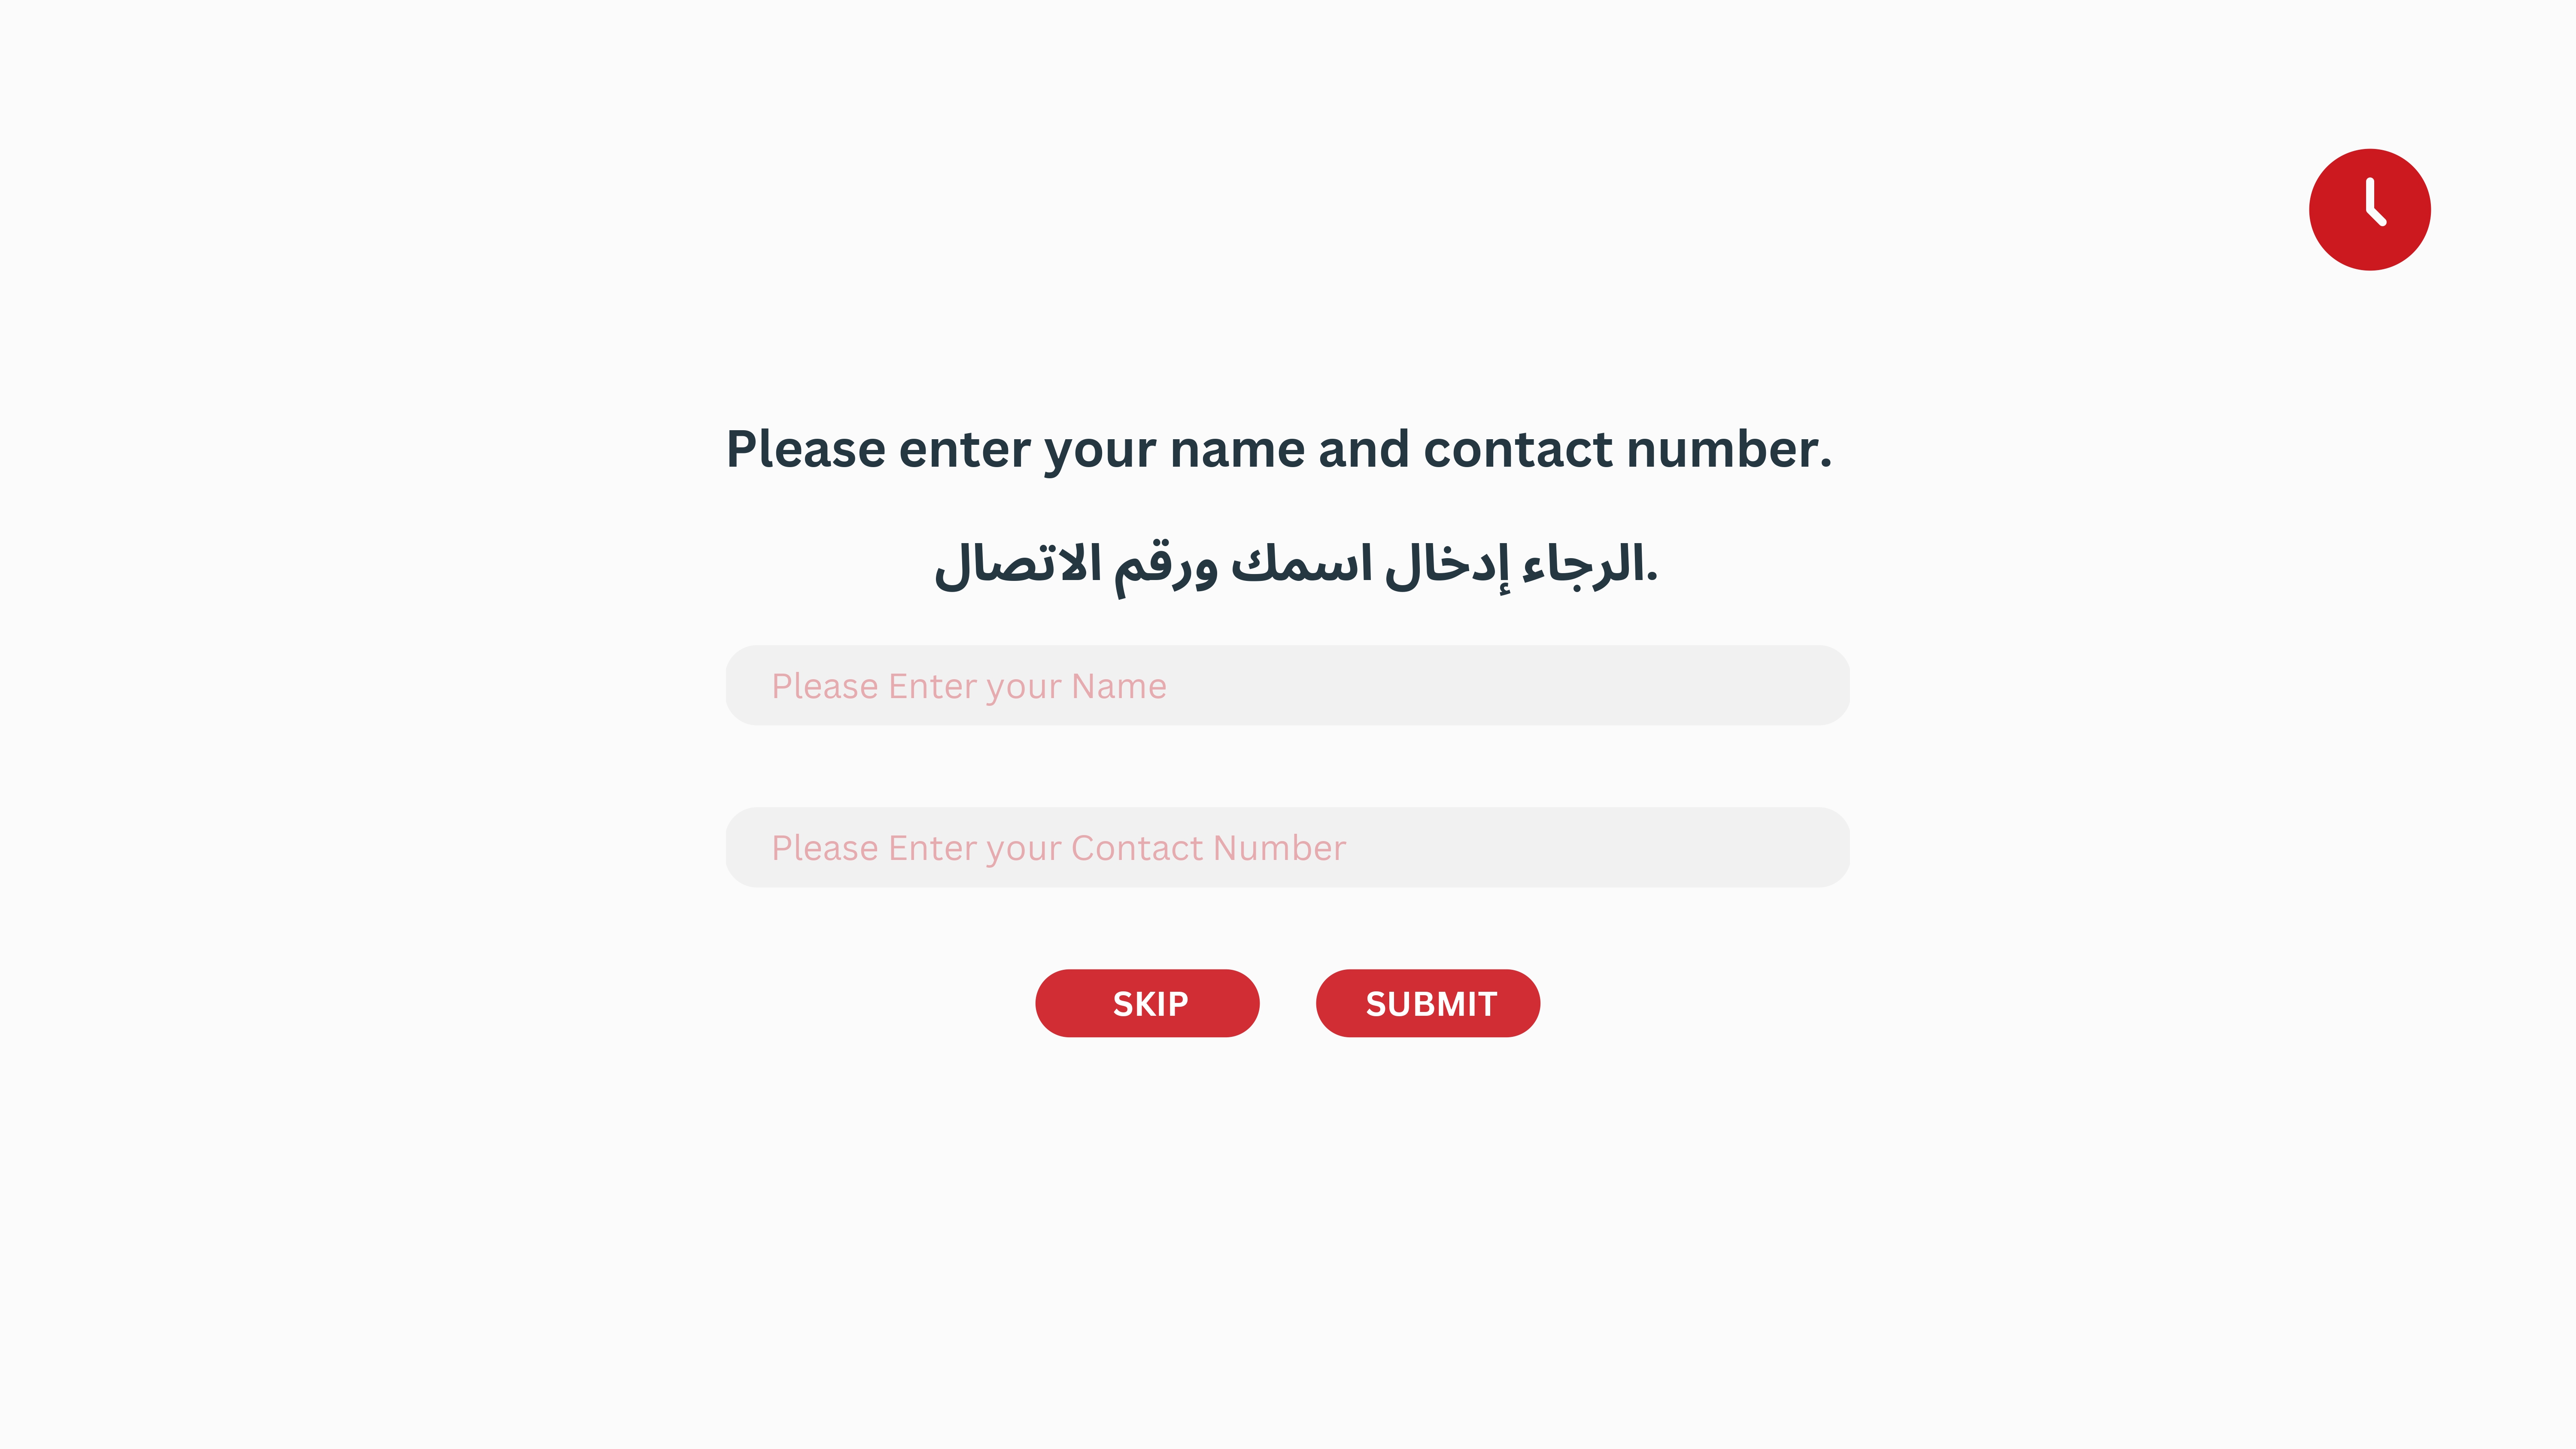 Please enter your name and contact number.
.الرجاء إدخال اسمك ورقم الاتصال
Please Enter your Name
Please Enter your Contact Number
SKIP
SUBMIT